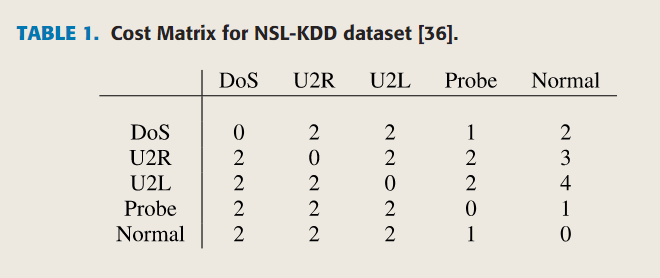 TABLE 1. Cost Matrix for NSL-KDD dataset [36].
DoS U2R U2L Probe Normal
DoS 0 2 2 1 2
U2R 2 0 2 2 3
U2L 2 2 0 2 4
Probe 2 2 2 0 1
Normal 2 2 2 1 0